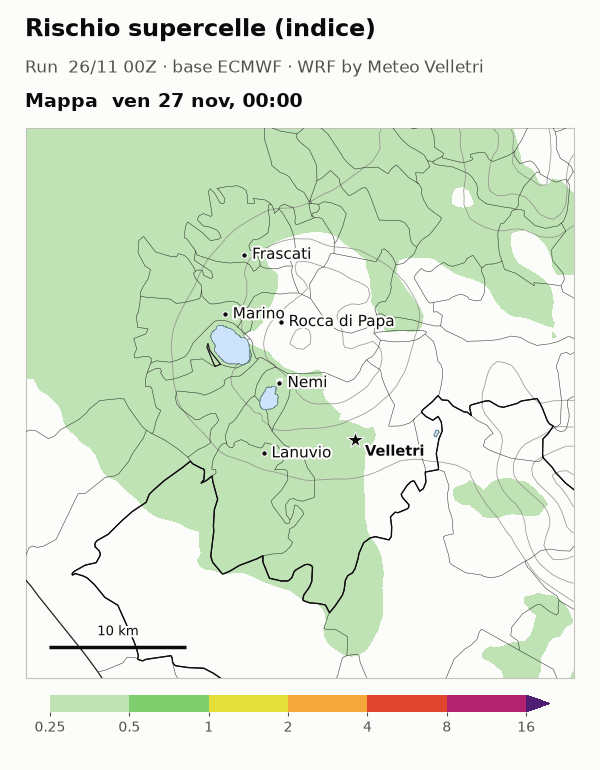 Rischio supercelle (indice)
Run  26/11 00Z · base ECMWF · WRF by Meteo Velletri
Mappa  ven 27 nov, 00:00
Frascati
Marino
Rocca di Papa
Nemi
Velletri
Lanuvio
10 km
0.25 0.5 1 2 4 8 16